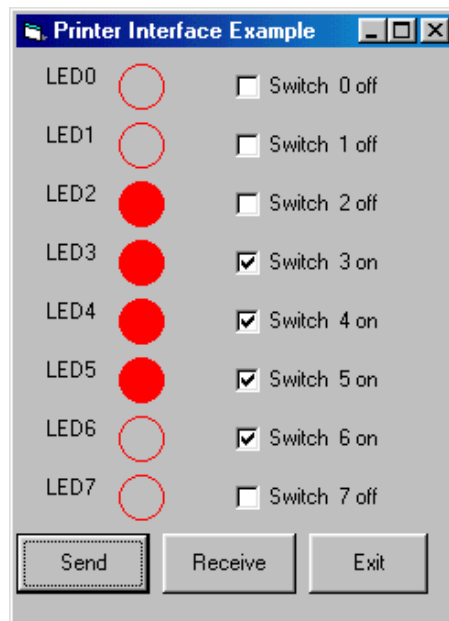 Printer Interface Example
LED0 Switch 0 off
LED1 Switch 1 off
LED2 Switch 2 off
LED3 Switch 3 on
LED4 Switch 4 on
LED5 Switch 5 on
LED6 Switch 6 on
LED7 Switch 7 off
Send Receive Exit